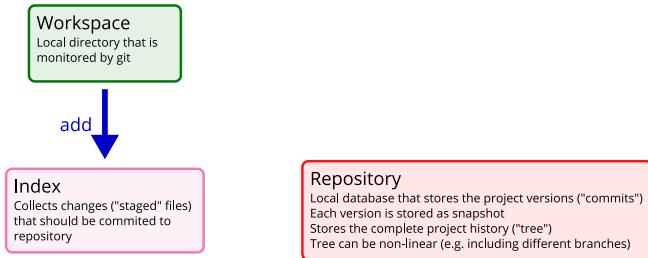 Workspace
Local directory that is
monitored by git
add
Index
Collects changes ("staged" files)
that should be commited to
repository
Repository
Local database that stores the project versions ("commits")
Each version is stored as snapshot
Stores the complete project history ("tree")
Tree can be non-linear (e.g. including different branches)